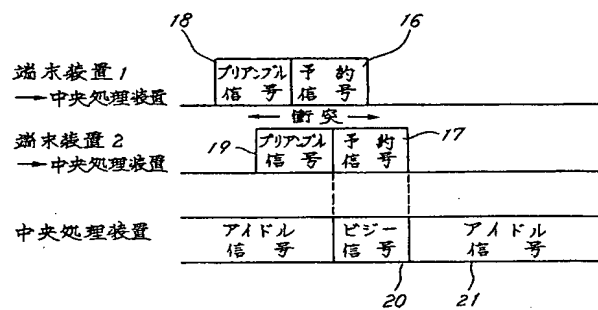 18
16
端末装置1
→中央処理装置
プリアンブル
信号
予約
信号
←衝突→
端末装置2
→中央処理装置
19
プリアンブル
信号
予約
信号
17
中央処理装置
アイドル
信号
ビジー
信号
アイドル
信号
20
21